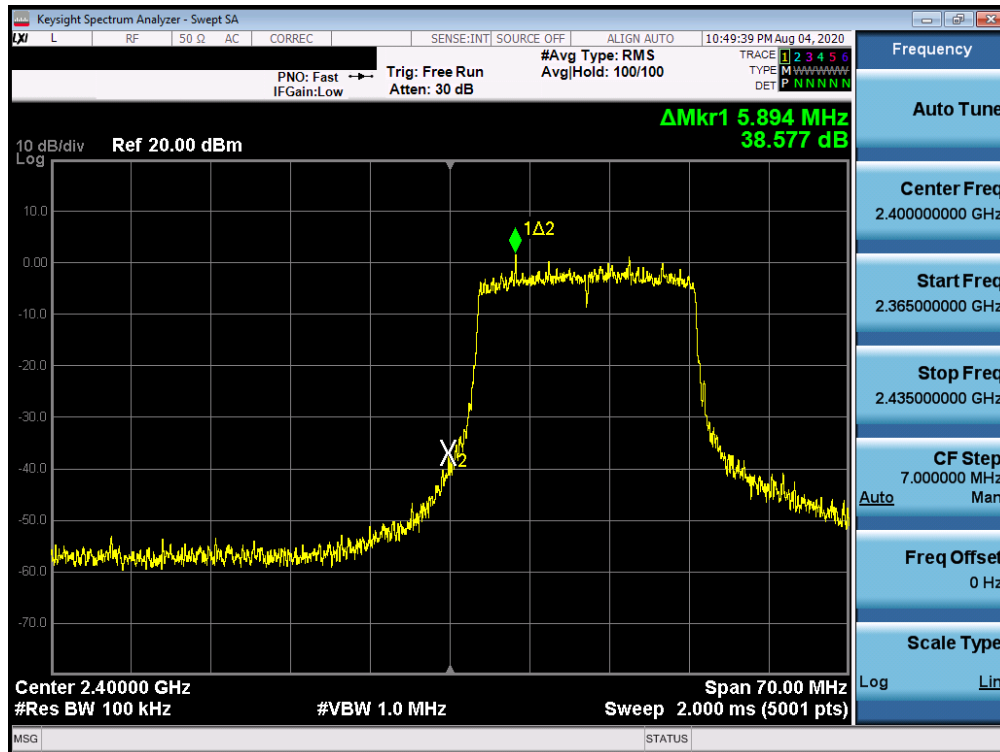 Keysight Spectrum Analyzer - Swept SA
LXI L RF 50 Ω AC CORREC SENSE:INT SOURCE OFF ALIGN AUTO 10:49:39 PM Aug 04, 2020
PNO: Fast
IFGain:Low
Trig: Free Run
Atten: 30 dB
#Avg Type: RMS
Avg|Hold: 100/100
TRACE 1 2 3 4 5 6
TYPE M WWWWW
DET P N N N N N
ΔMkr1 5.894 MHz
38.577 dB
10 dB/div
Log
Ref 20.00 dBm
10.0
0.00
-10.0
-20.0
-30.0
-40.0
-50.0
-60.0
-70.0
1Δ2
2
Center 2.40000 GHz
Span 70.00 MHz
#Res BW 100 kHz
#VBW 1.0 MHz
Sweep 2.000 ms (5001 pts)
MSG
STATUS
Frequency
Auto Tune
Center Freq
2.400000000 GHz
Start Freq
2.365000000 GHz
Stop Freq
2.435000000 GHz
CF Step
7.000000 MHz
Auto Man
Freq Offset
0 Hz
Scale Type
Log Lin